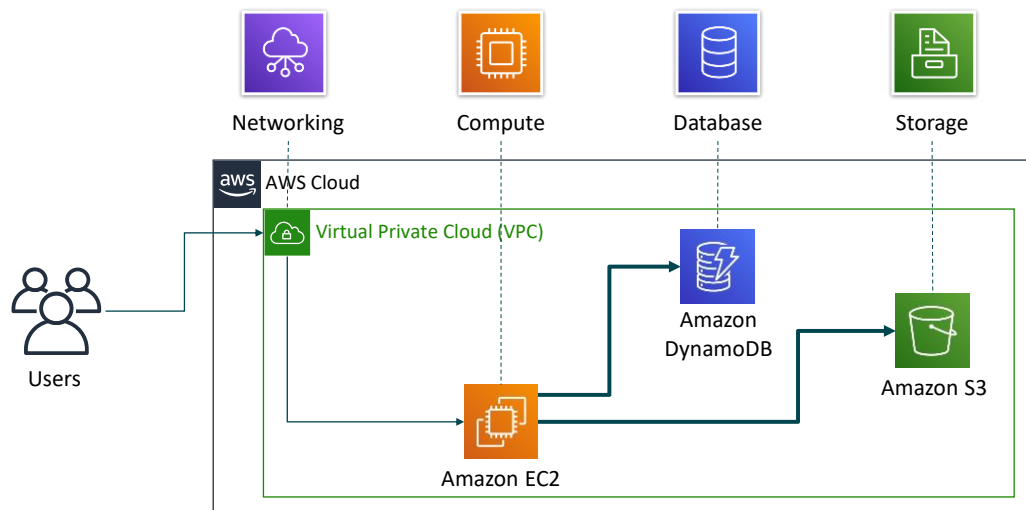 Networking
Compute
Database
Storage
aws
AWS Cloud
Virtual Private Cloud (VPC)
Users
Amazon
DynamoDB
Amazon S3
Amazon EC2